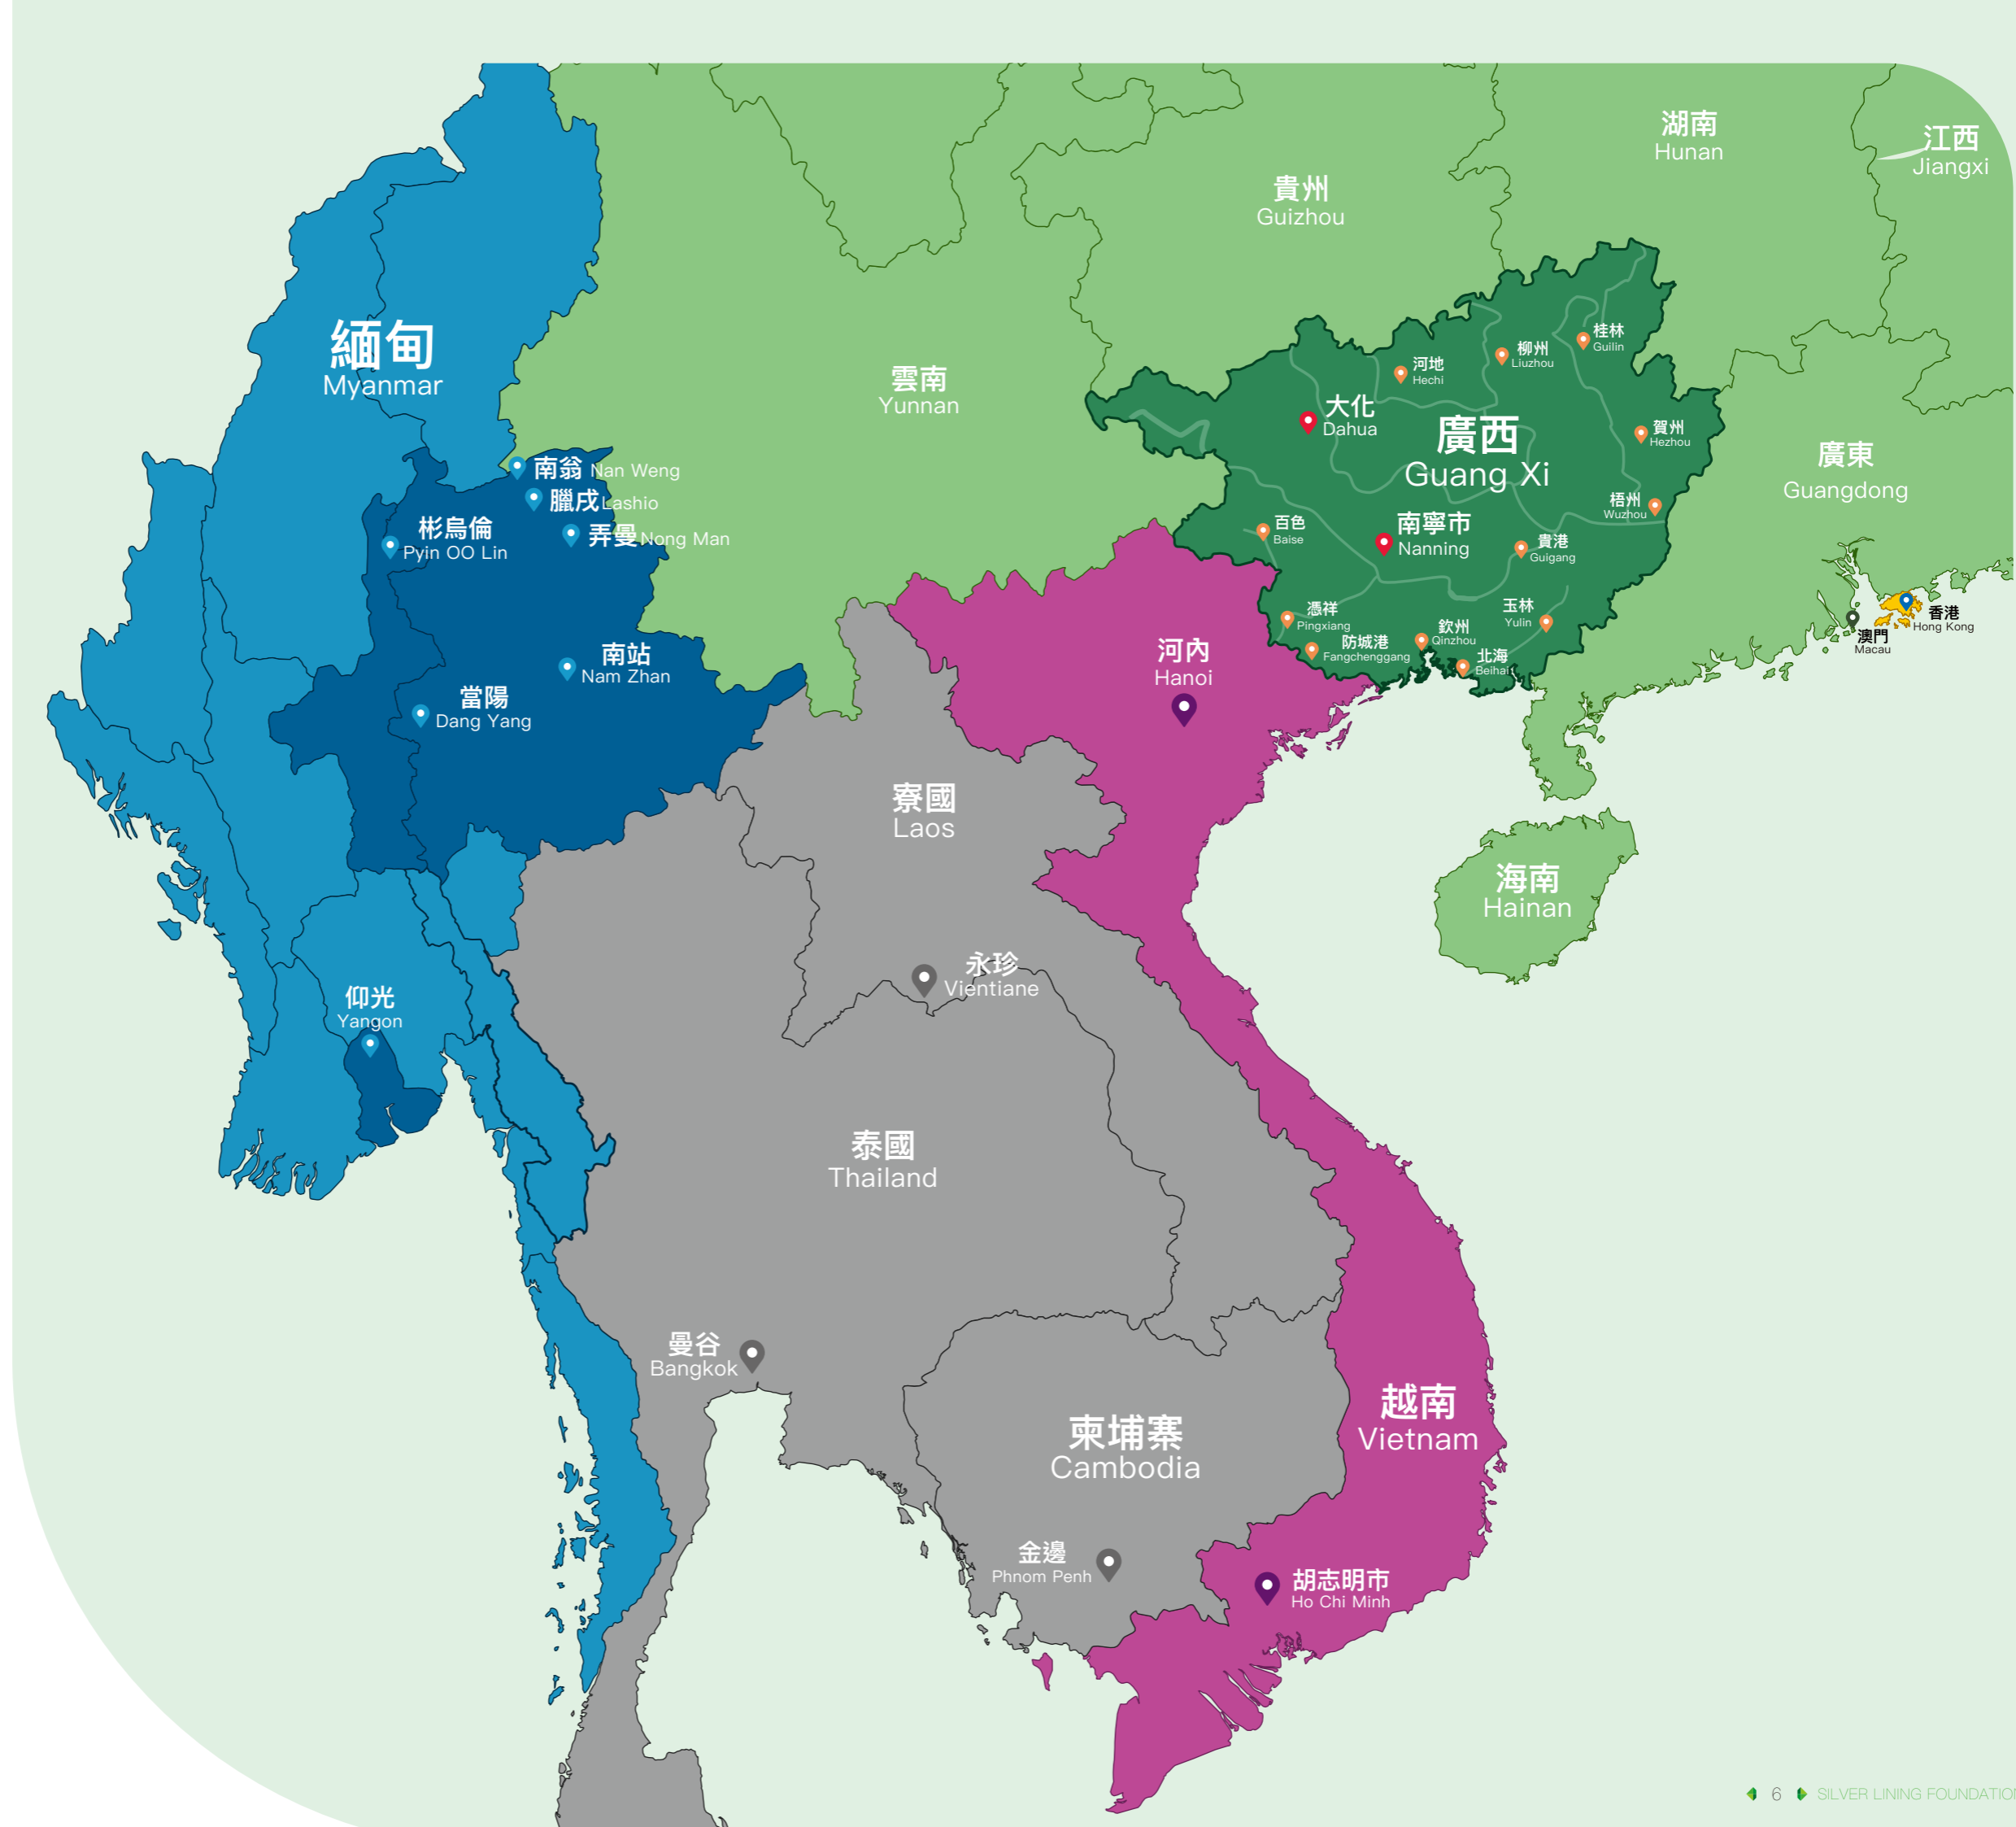 湖南
Hunan
江西
Jiangxi
貴州
Guizhou
緬甸
Myanmar
雲南
Yunnan
桂林
Guilin
柳州
Liuzhou
河地
Hechi
大化
Dahua
廣西
Guang Xi
賀州
Hezhou
廣東
Guangdong
南翁 Nan Weng
臘戌 Lashio
弄曼 Nong Man
彬烏倫
Pyin OO Lin
梧州
Wuzhou
百色
Baise
南寧市
Nanning
貴港
Guigang
憑祥
Pingxiang
防城港
Fangchenggang
欽州
Qinzhou
玉林
Yulin
北海
Beihai
香港
Hong Kong
澳門
Macau
南站
Nam Zhan
當陽
Dang Yang
河內
Hanoi
寮國
Laos
海南
Hainan
永珍
Vientiane
仰光
Yangon
泰國
Thailand
曼谷
Bangkok
柬埔寨
Cambodia
越南
Vietnam
金邊
Phnom Penh
胡志明市
Ho Chi Minh
6 SILVER LINING FOUNDATION